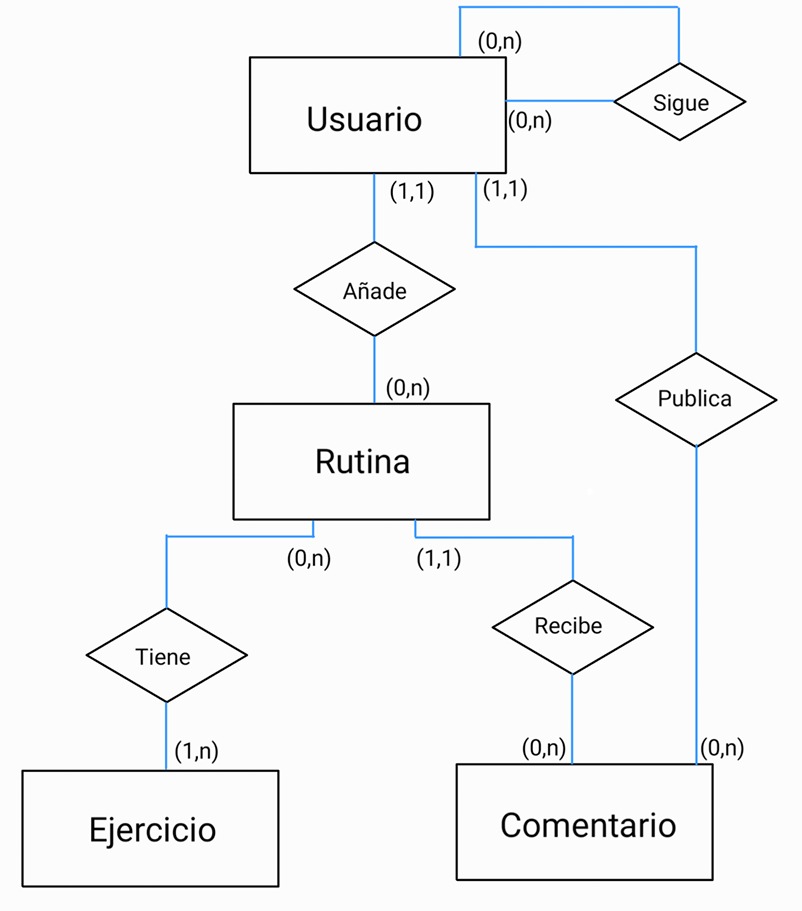 (0,n)
Usuario
Sigue
(0,n)
(1,1)
(1,1)
Añade
(0,n)
Publica
Rutina
(0,n)
(1,1)
Recibe
Tiene
(1,n)
(0,n)
(0,n)
Ejercicio
Comentario